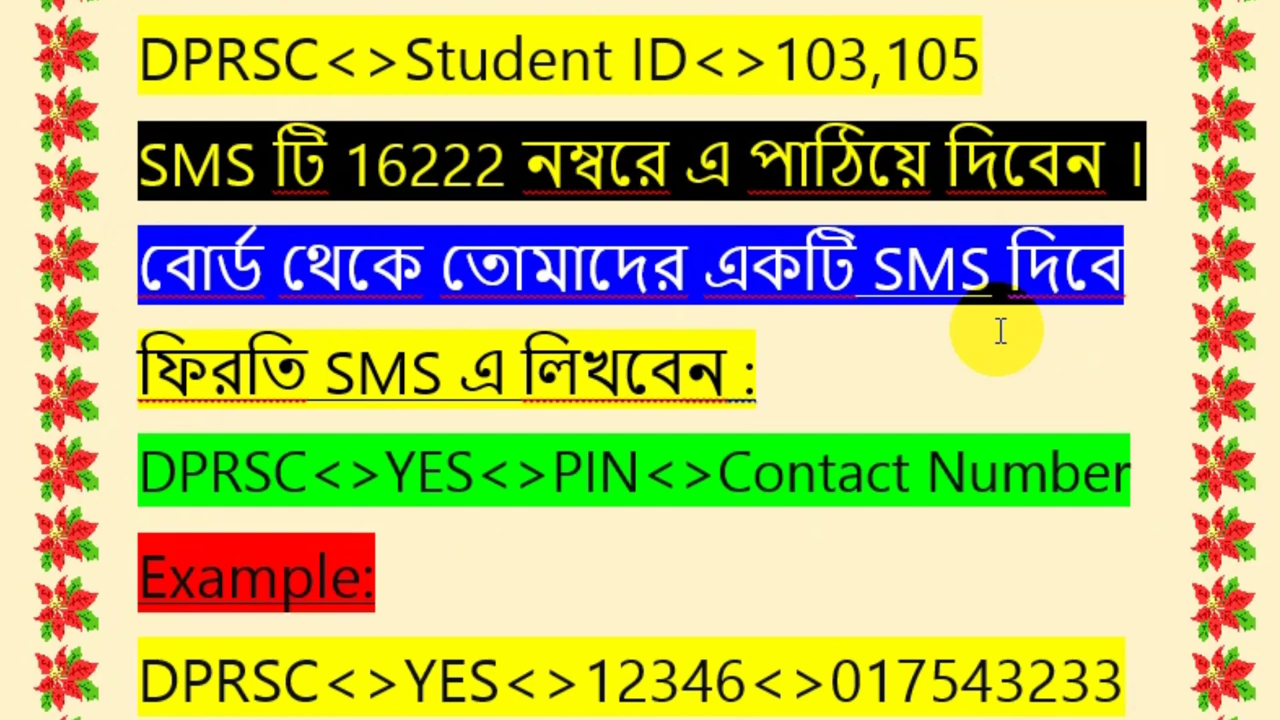 DPRSC<>Student ID<>103,105
SMS টি 16222 নম্বরে এ পাঠিয়ে দিবেন ।
বোর্ড থেকে তোমাদের একটি SMS দিবে
ফিরতি SMS এ লিখবেন :
DPRSC<>YES<>PIN<>Contact Number
Example:
DPRSC<>YES<>12346<>017543233